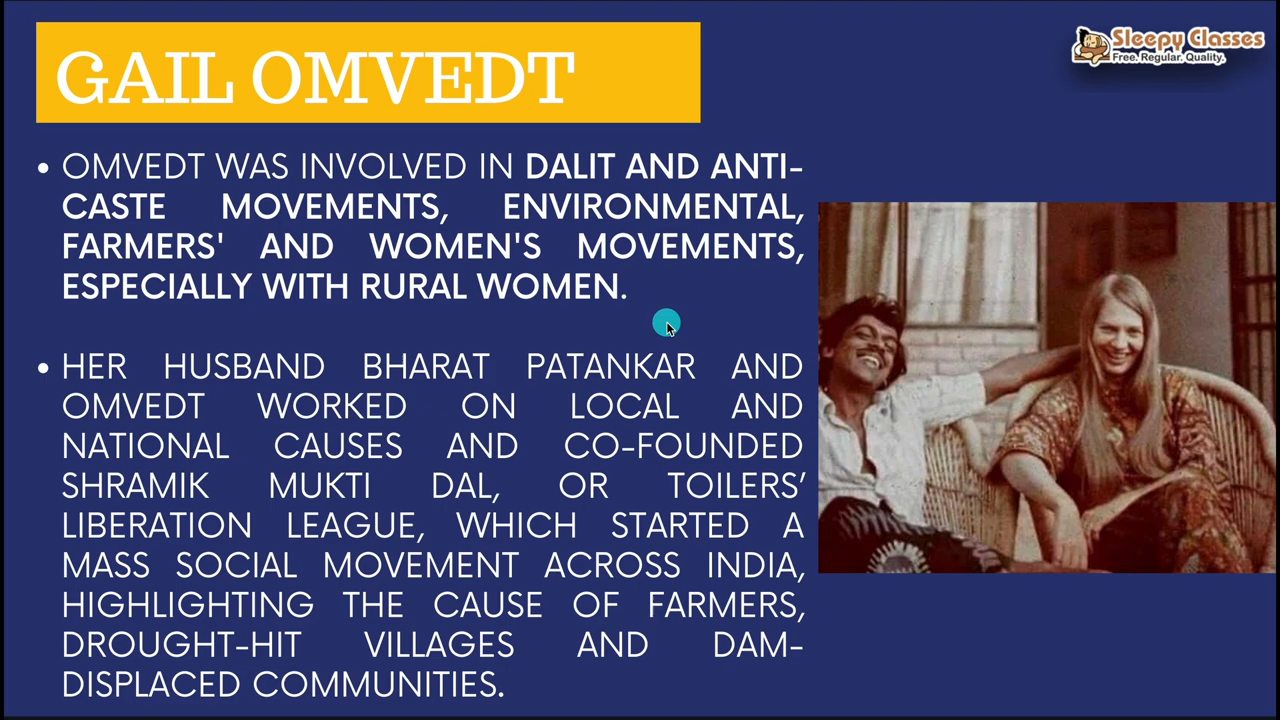 GAIL OMVEDT
Sleepy Classes
Free. Regular. Quality.
• OMVEDT WAS INVOLVED IN DALIT AND ANTI-
CASTE MOVEMENTS, ENVIRONMENTAL,
FARMERS' AND WOMEN'S MOVEMENTS,
ESPECIALLY WITH RURAL WOMEN.
• HER HUSBAND BHARAT PATANKAR AND
OMVEDT WORKED ON LOCAL AND
NATIONAL CAUSES AND CO-FOUNDED
SHRAMIK MUKTI DAL, OR TOILERS’
LIBERATION LEAGUE, WHICH STARTED A
MASS SOCIAL MOVEMENT ACROSS INDIA,
HIGHLIGHTING THE CAUSE OF FARMERS,
DROUGHT-HIT VILLAGES AND DAM-
DISPLACED COMMUNITIES.